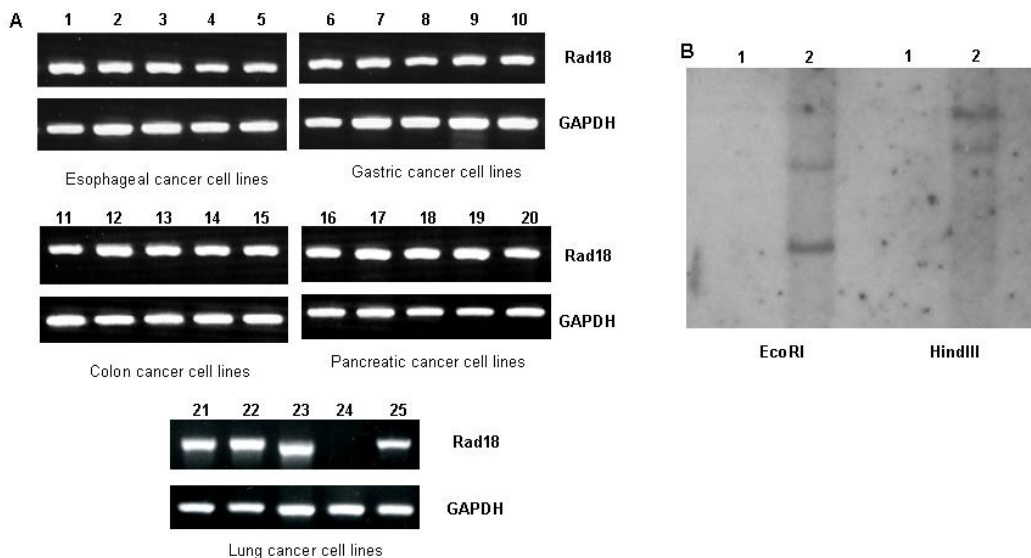 A
1 2 3 4 5
6 7 8 9 10
Rad18
GAPDH
Esophageal cancer cell lines
Gastric cancer cell lines
11 12 13 14 15
16 17 18 19 20
Rad18
GAPDH
Colon cancer cell lines
Pancreatic cancer cell lines
21 22 23 24 25
Rad18
GAPDH
Lung cancer cell lines
B
1 2 1 2
EcoRI HindIII